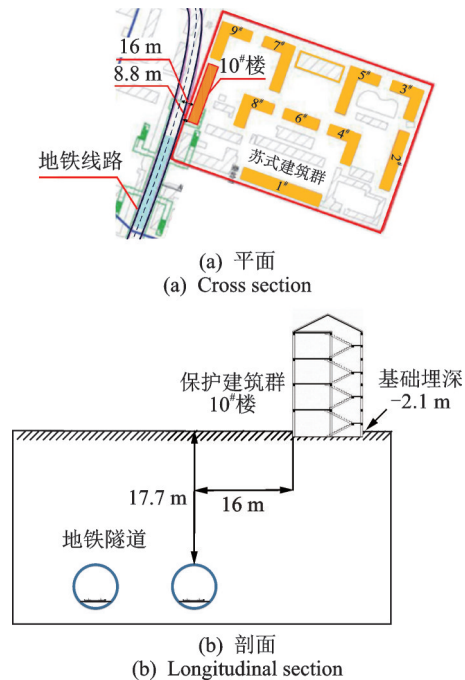 16 m
8.8 m
10#楼
地铁线路
9#
7#
5#
3#
8#
6#
4#
2#
苏式建筑群
1#
(a) 平面
(a) Cross section
保护建筑群
10#楼
基础埋深
−2.1 m
17.7 m
16 m
地铁隧道
(b) 剖面
(b) Longitudinal section